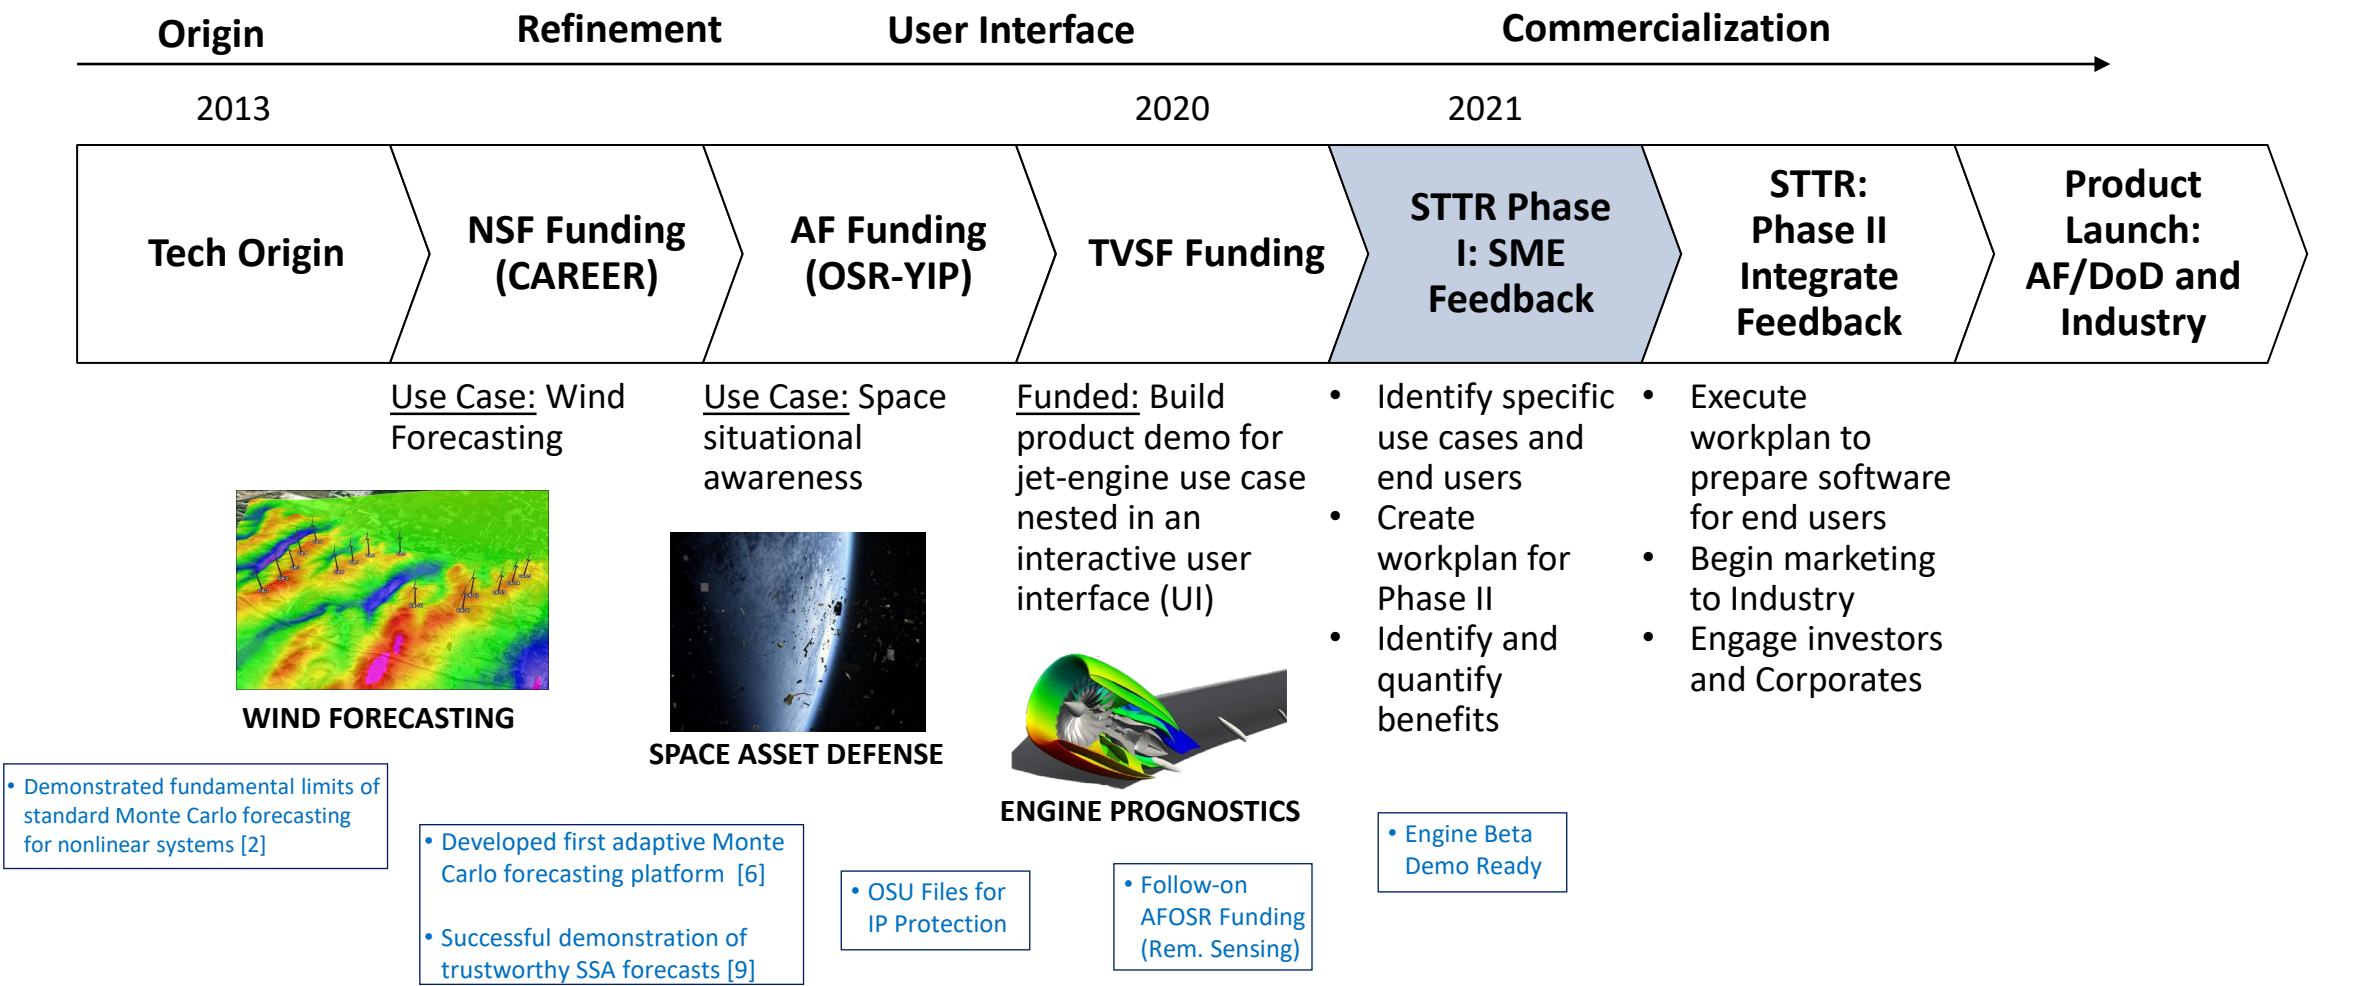 Origin
Refinement
User Interface
Commercialization
2013
2020
2021
Tech Origin
NSF Funding
(CAREER)
AF Funding
(OSR-YIP)
TVSF Funding
STTR Phase
I: SME
Feedback
STTR:
Phase II
Integrate
Feedback
Product
Launch:
AF/DoD and
Industry
Use Case: Wind
Forecasting
WIND FORECASTING
Use Case: Space
situational
awareness
SPACE ASSET DEFENSE
Funded: Build
product demo for
jet-engine use case
nested in an
interactive user
interface (UI)
ENGINE PROGNOSTICS
• Identify specific
use cases and
end users
• Create
workplan for
Phase II
• Identify and
quantify
benefits
• Execute
workplan to
prepare software
for end users
• Begin marketing
to Industry
• Engage investors
and Corporates
• Demonstrated fundamental limits of
standard Monte Carlo forecasting
for nonlinear systems [2]
• Developed first adaptive Monte
Carlo forecasting platform [6]
• Successful demonstration of
trustworthy SSA forecasts [9]
• OSU Files for
IP Protection
• Follow-on
AFOSR Funding
(Rem. Sensing)
• Engine Beta
Demo Ready